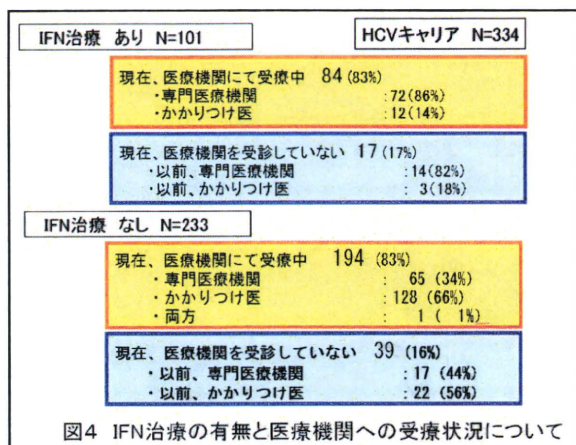 IFN治療 あり N=101
HCVキャリア N=334
現在、医療機関にて受療中 84 (83%)
・専門医療機関 :72(86%)
・かかりつけ医 :12(14%)
現在、医療機関を受診していない 17 (17%)
・以前、専門医療機関 :14(82%)
・以前、かかりつけ医 : 3(18%)
IFN治療 なし N=233
現在、医療機関にて受療中 194 (83%)
・専門医療機関 : 65 (34%)
・かかりつけ医 : 128 (66%)
・両方 : 1 ( 1%)
現在、医療機関を受診していない 39 (16%)
・以前、専門医療機関 : 17 (44%)
・以前、かかりつけ医 : 22 (56%)
図4 IFN治療の有無と医療機関への受療状況について